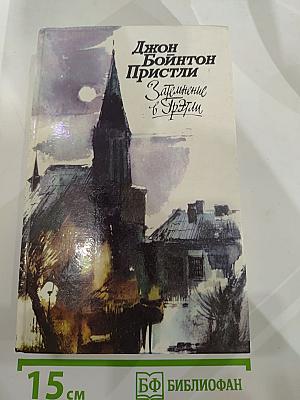 Джон
Бойнтон
Пристли
Затемнение
в Грэтли
15 см
БФ БИБЛИОФАН